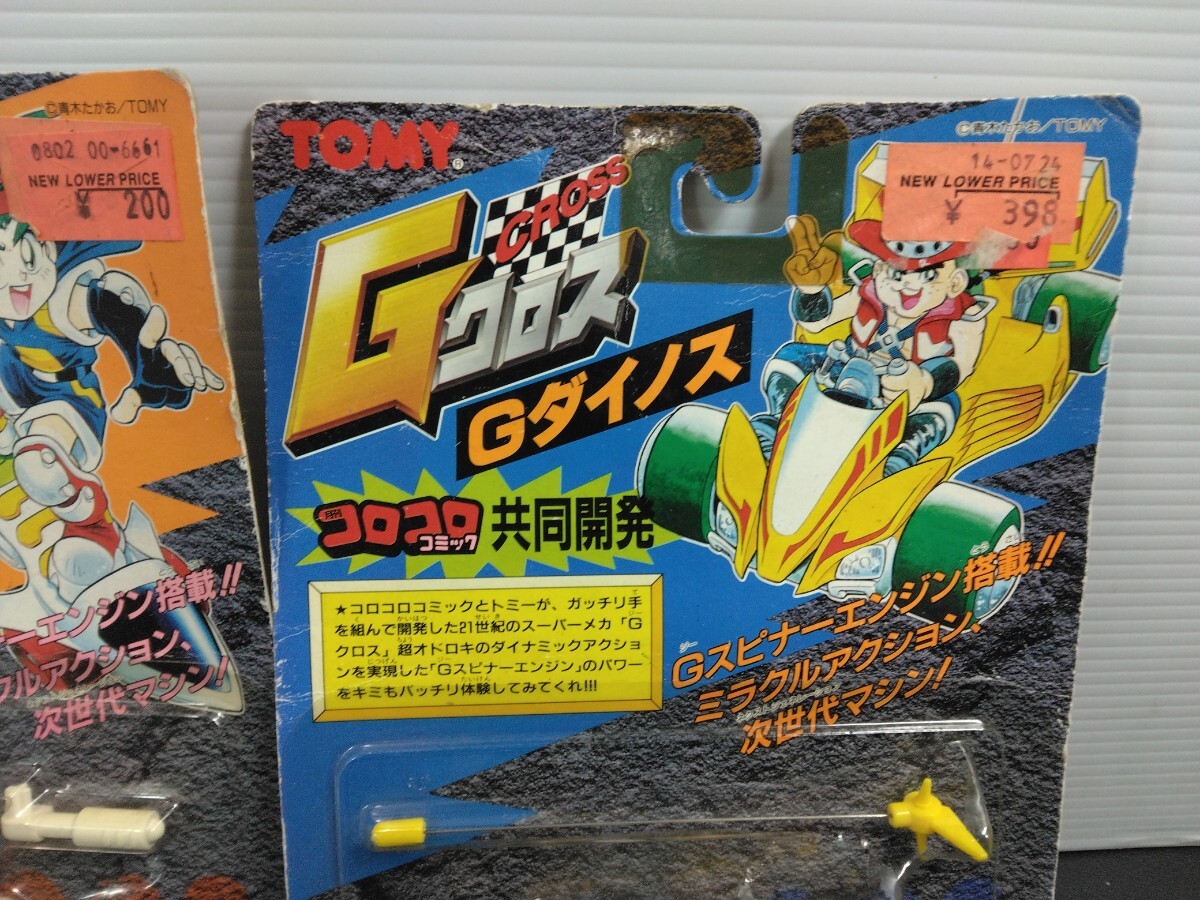 ©青木たかお/TOMY
0802 00-6661
NEW LOWER PRICE
¥ 200
ーエンジン搭載!!
クルアクション、
次世代マシン!
TOMY®
CROSS
Gクロス
Gダイノス
月刊コロコロコミック 共同開発
★コロコロコミックとトミーが、ガッチリ手
を組んで開発した21世紀のスーパーメカ「G
クロス」超オドロキのダイナミックアクショ
ンを実現した「Gスピナーエンジン」のパワー
をキミもバッチリ体験してみてくれ!!!
©青木たかお/TOMY
14-0724
NEW LOWER PRICE
¥ 398
Gスピナーエンジン搭載!!
ミラクルアクション、
次世代マシン!